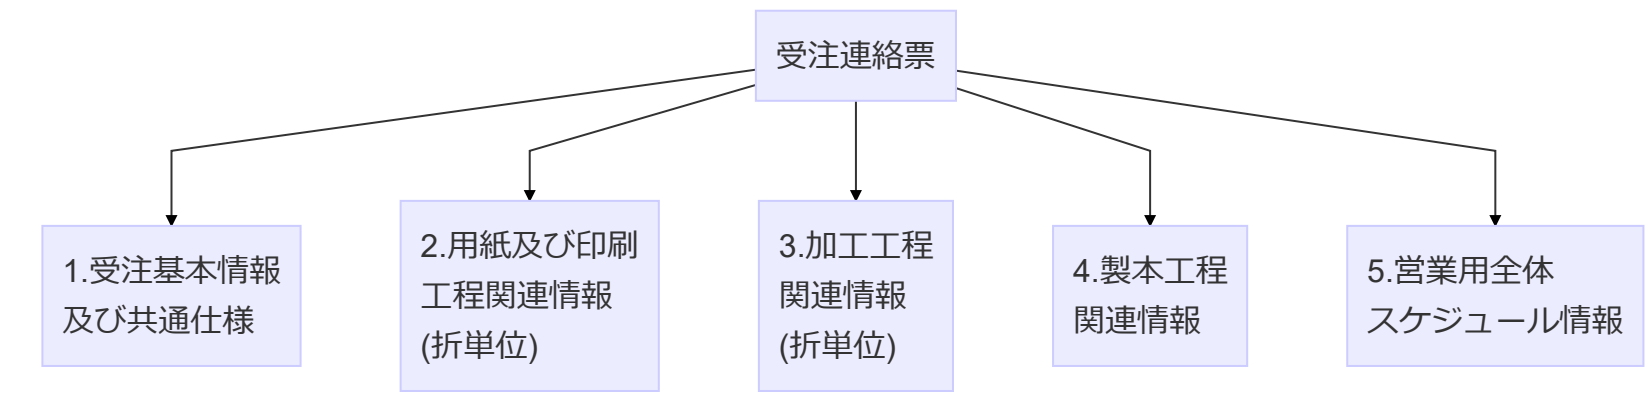 受注連絡票
1.受注基本情報
及び共通仕様
2.用紙及び印刷
工程関連情報
(折単位)
3.加工工程
関連情報
(折単位)
4.製本工程
関連情報
5.営業用全体
スケジュール情報